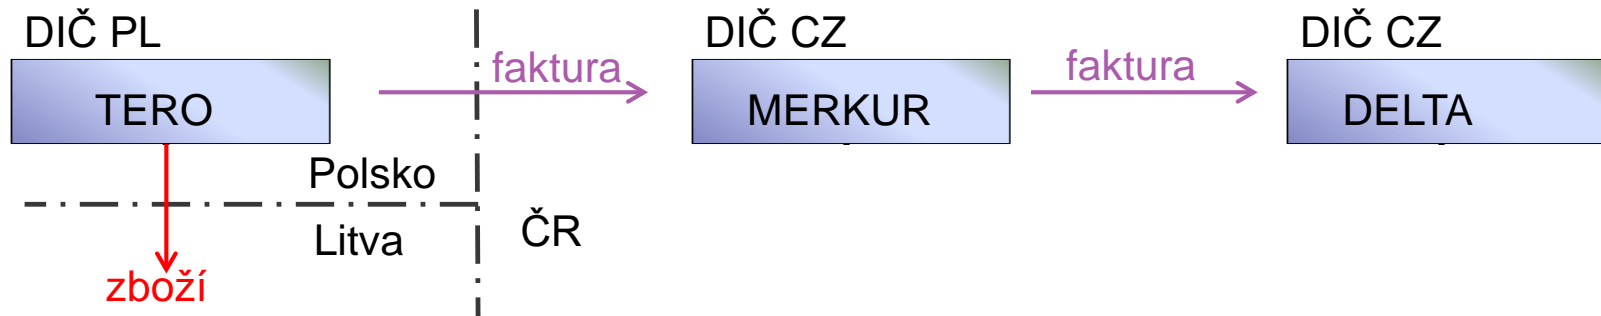 DIČ PL
DIČ CZ
DIČ CZ
faktura
faktura
TERO
MERKUR
DELTA
Polsko
Litva
ČR
zboží